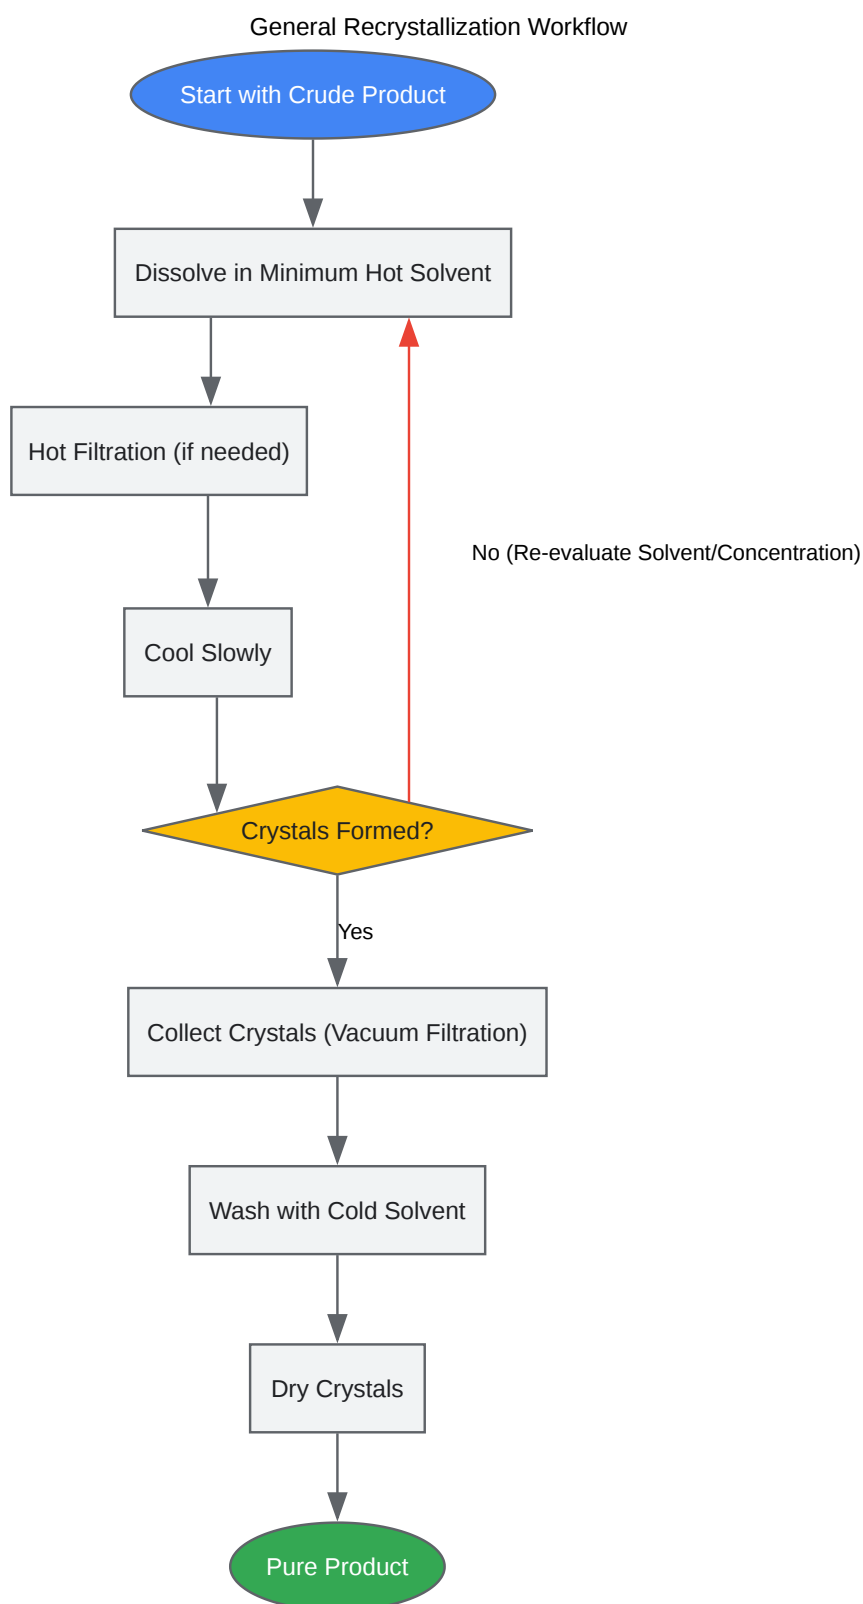 General Recrystallization Workflow
Start with Crude Product
Dissolve in Minimum Hot Solvent
Hot Filtration (if needed)
No (Re-evaluate Solvent/Concentration)
Cool Slowly
Crystals Formed?
Yes
Collect Crystals (Vacuum Filtration)
Wash with Cold Solvent
Dry Crystals
Pure Product